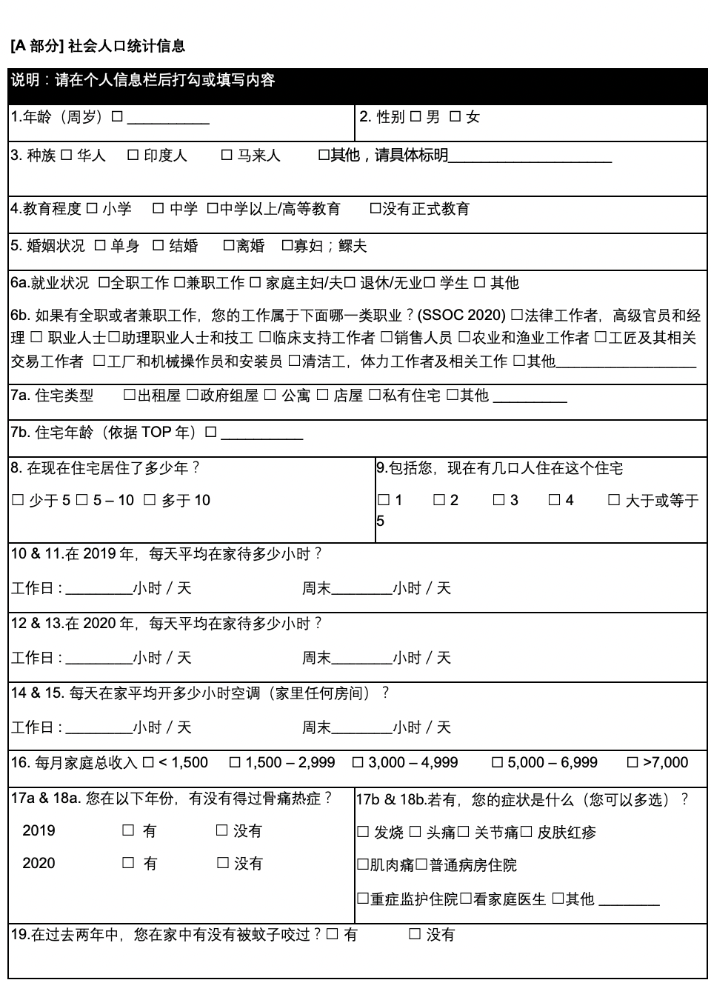 [A 部分] 社会人口统计信息
说明：请在个人信息栏后打勾或填写内容
1.年龄（周岁）☐ __________
2. 性别 ☐ 男 ☐ 女
3. 种族 ☐ 华人 ☐ 印度人 ☐ 马来人 ☐其他，请具体标明____________________
4.教育程度 ☐ 小学 ☐ 中学 ☐中学以上/高等教育 ☐没有正式教育
5. 婚姻状况 ☐ 单身 ☐ 结婚 ☐离婚 ☐寡妇；鳏夫
6a.就业状况 ☐全职工作 ☐兼职工作 ☐ 家庭主妇/夫☐ 退休/无业☐ 学生 ☐ 其他
6b. 如果有全职或者兼职工作，您的工作属于下面哪一类职业？(SSOC 2020) ☐法律工作者，高级官员和经
理 ☐ 职业人士☐助理职业人士和技工 ☐临床支持工作者 ☐销售人员 ☐农业和渔业工作者 ☐工匠及其相关
交易工作者 ☐工厂和机械操作员和安装员 ☐清洁工，体力工作者及相关工作 ☐其他_________________
7a. 住宅类型 ☐出租屋 ☐政府组屋 ☐ 公寓 ☐ 店屋 ☐私有住宅 ☐其他 _________
7b. 住宅年龄（依据 TOP 年）☐ __________
8. 在现在住宅居住了多少年？
☐ 少于 5 ☐ 5 – 10 ☐ 多于 10
9.包括您，现在有几口人住在这个住宅
☐ 1 ☐ 2 ☐ 3 ☐ 4 ☐ 大于或等于
5
10 & 11.在 2019 年，每天平均在家待多少小时？
工作日：________小时 / 天 周末_______小时 / 天
12 & 13.在 2020 年，每天平均在家待多少小时？
工作日：________小时 / 天 周末_______小时 / 天
14 & 15. 每天在家平均开多少小时空调（家里任何房间）？
工作日：________小时 / 天 周末_______小时 / 天
16. 每月家庭总收入 ☐ < 1,500 ☐ 1,500 – 2,999 ☐ 3,000 – 4,999 ☐ 5,000 – 6,999 ☐ >7,000
17a & 18a. 您在以下年份，有没有得过骨痛热症？
2019 ☐ 有 ☐ 没有
2020 ☐ 有 ☐ 没有
17b & 18b.若有，您的症状是什么（您可以多选）？
☐ 发烧 ☐ 头痛☐ 关节痛☐ 皮肤红疹
☐肌肉痛☐普通病房住院
☐重症监护住院☐看家庭医生 ☐其他 _______
19.在过去两年中，您在家中有没有被蚊子咬过？☐ 有 ☐ 没有